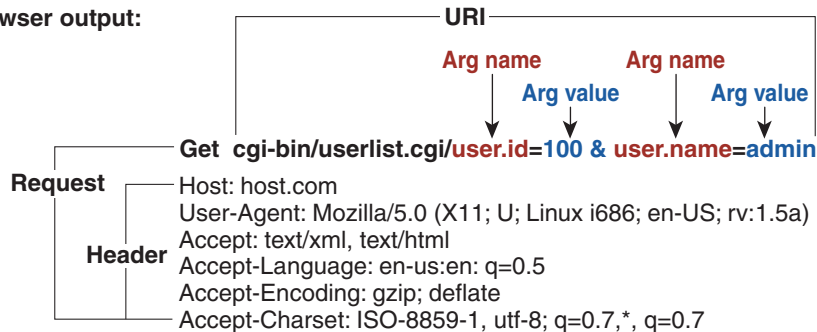 wser output:
URI
Arg name Arg name
Arg value Arg value
Get cgi-bin/userlist.cgi/user.id=100 & user.name=admin
Request
Host: host.com
User-Agent: Mozilla/5.0 (X11; U; Linux i686; en-US; rv:1.5a)
Accept: text/xml, text/html
Header
Accept-Language: en-us:en: q=0.5
Accept-Encoding: gzip; deflate
Accept-Charset: ISO-8859-1, utf-8; q=0.7,*, q=0.7